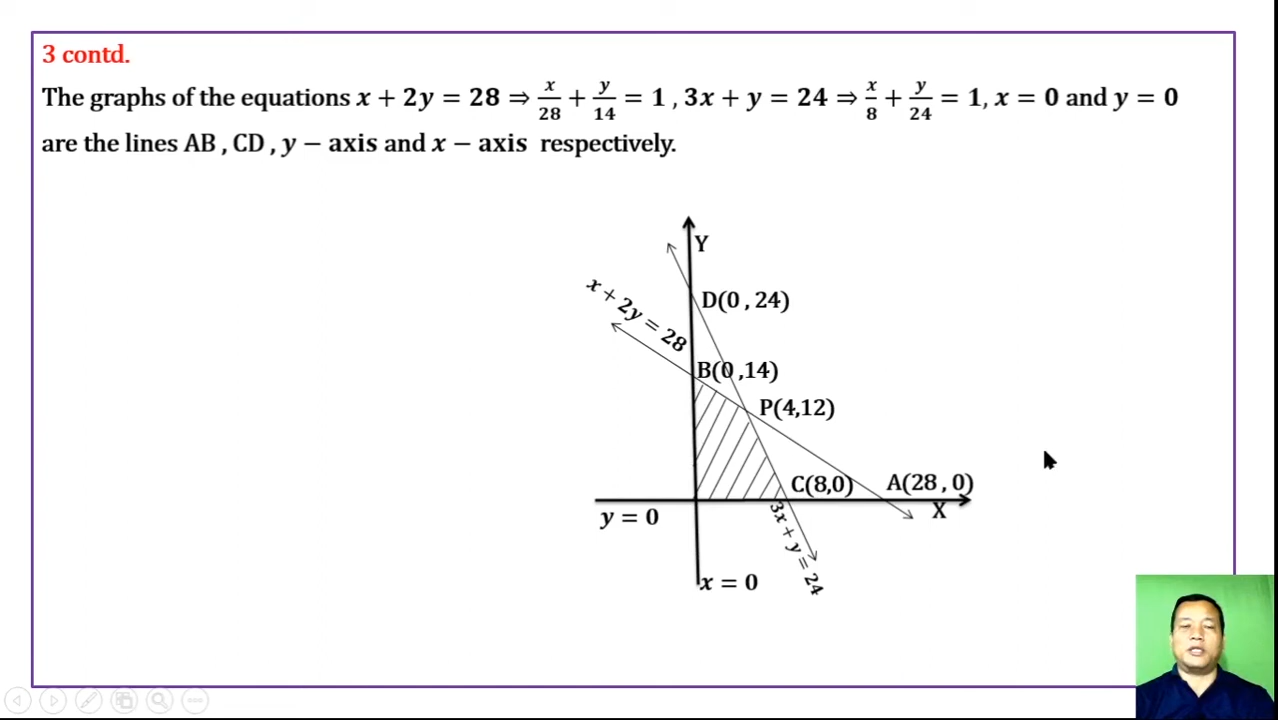 3 contd.
The graphs of the equations x + 2y = 28 ⇒ x/28 + y/14 = 1 , 3x + y = 24 ⇒ x/8 + y/24 = 1, x = 0 and y = 0
are the lines AB , CD , y − axis and x − axis respectively.
Y
x + 2y = 28
D(0 , 24)
B(0 ,14)
P(4,12)
C(8,0)
A(28 , 0)
X
y = 0
3x + y = 24
x = 0